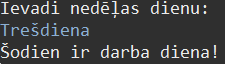 Ievadi nedēļas dienu:
Trešdiena
Šodien ir darba diena!